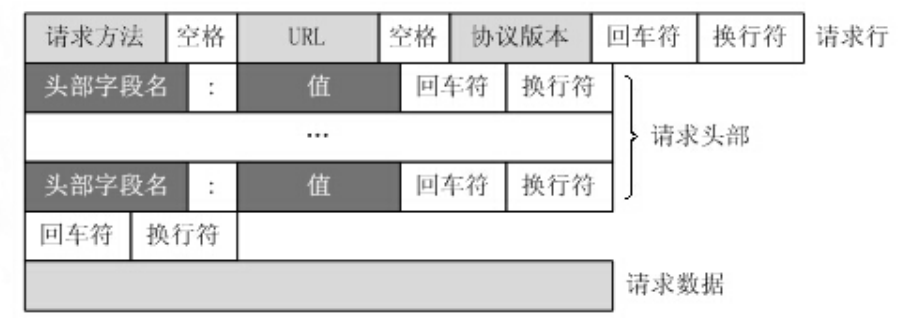 请求方法 空格 URL 空格 协议版本 回车符 换行符 请求行
头部字段名 : 值 回车符 换行符
... 请求头部
头部字段名 : 值 回车符 换行符
回车符 换行符
请求数据